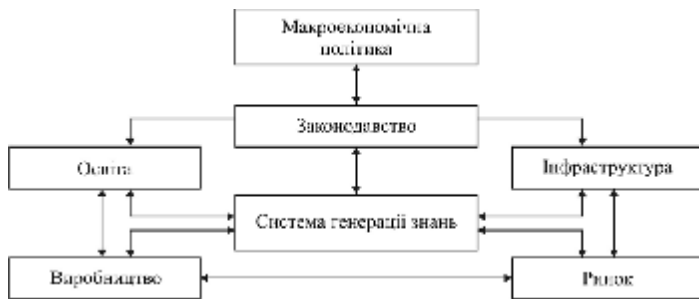 Макроекономічна
політика
Законодавство
Освіта
Інфраструктура
Система генерації знань
Виробництво
Ринок